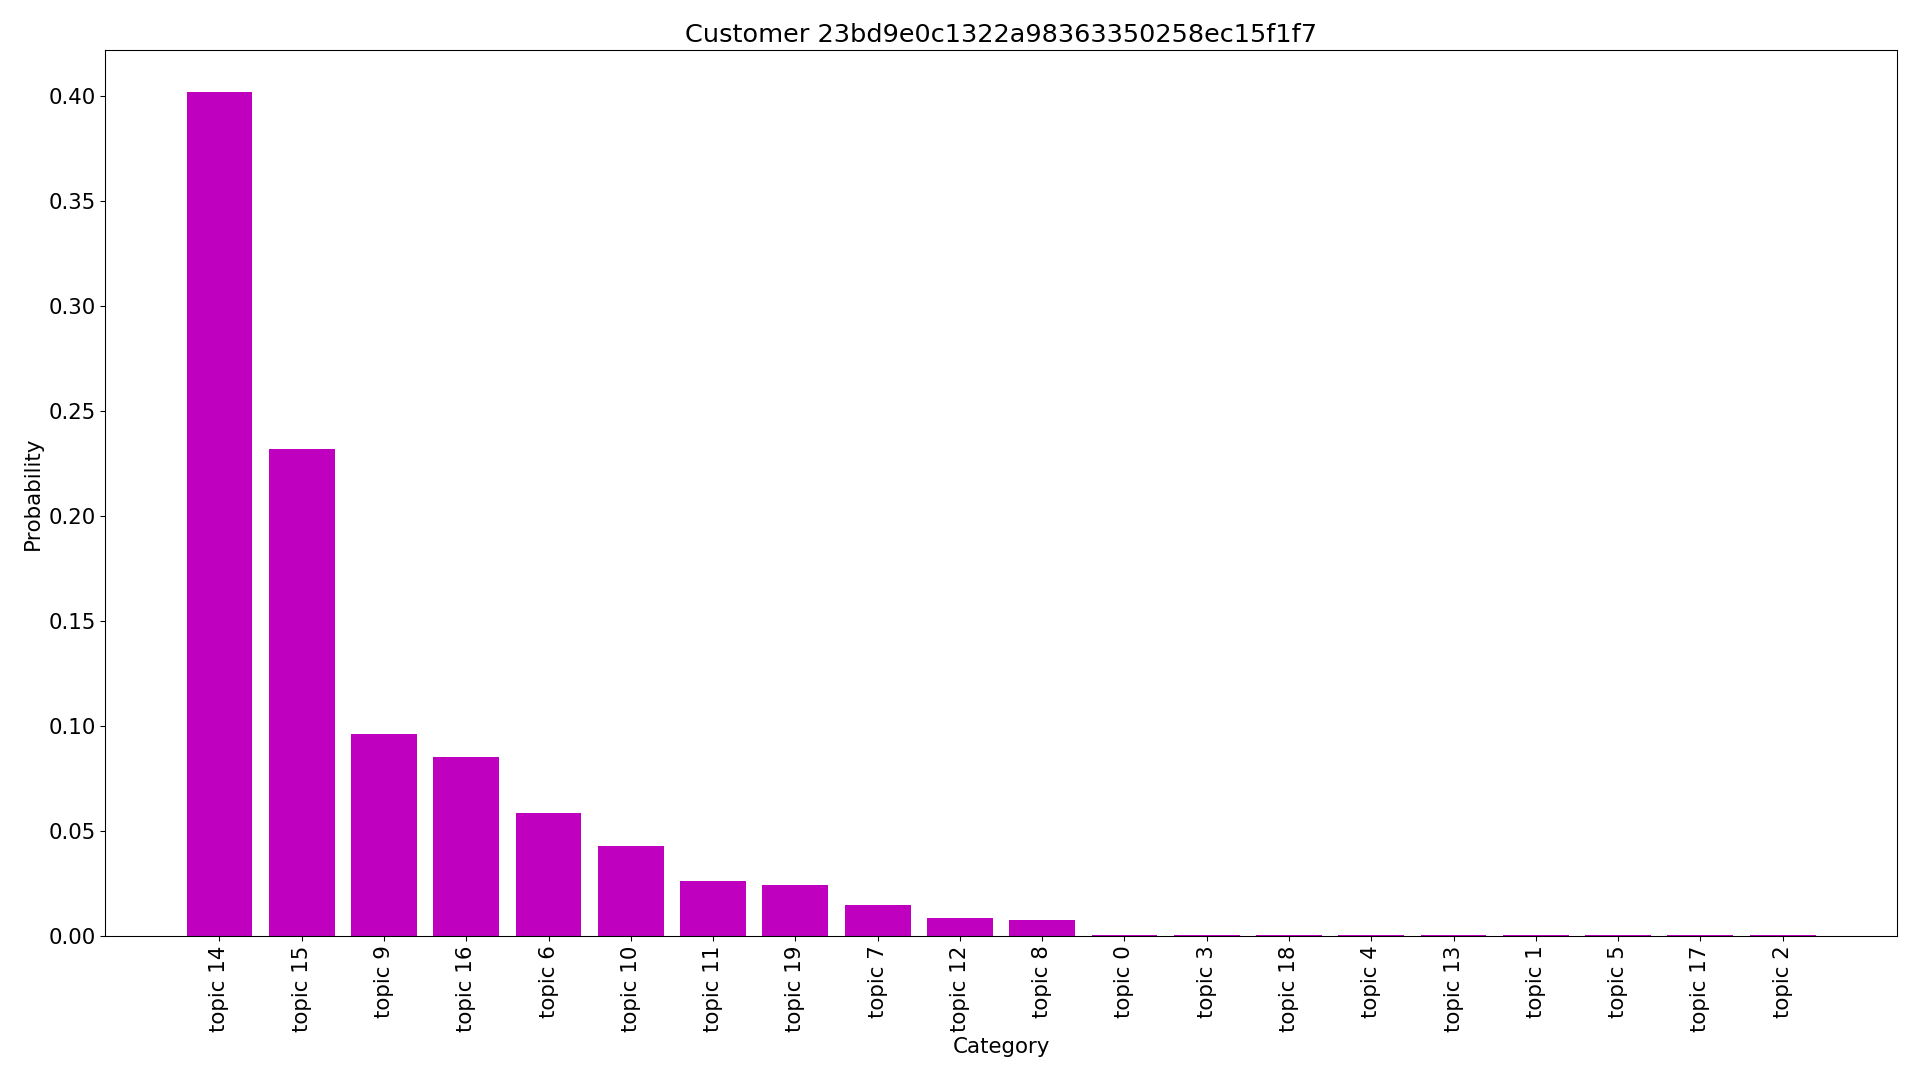 Customer 23bd9e0c1322a98363350258ec15f1f7
Probability
0.40
0.35
0.30
0.25
0.20
0.15
0.10
0.05
0.00
topic 14
topic 15
topic 9
topic 16
topic 6
topic 10
topic 11
topic 19
topic 7
topic 12
topic 8
topic 0
topic 3
topic 18
topic 4
topic 13
topic 1
topic 5
topic 17
topic 2
Category